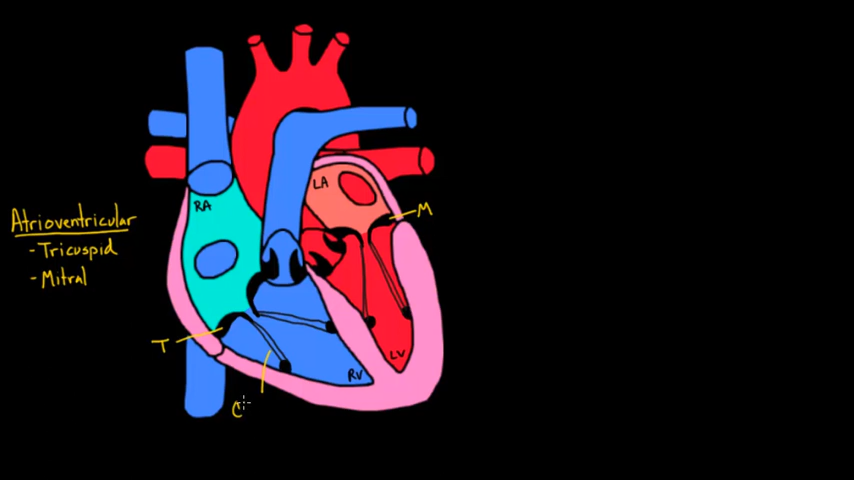 RA
LA
M
Atrioventricular
- Tricuspid
- Mitral
T
LV
RV
C